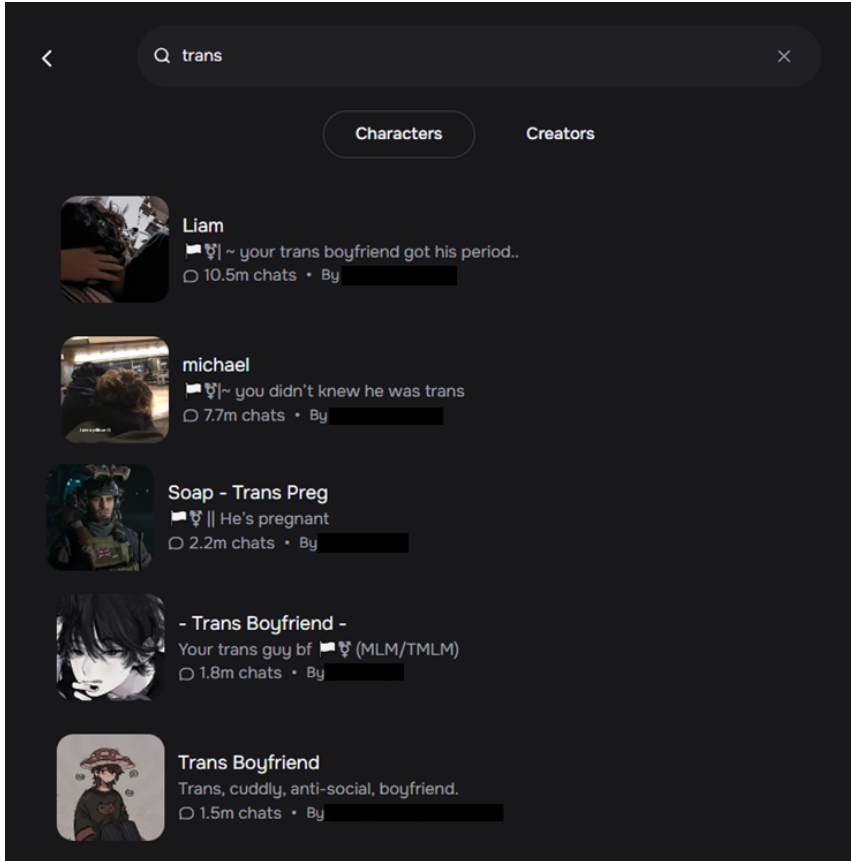 trans
Characters Creators
Liam
🏳️⚧| ~ your trans boyfriend got his period..
10.5m chats • By
michael
🏳️⚧|~ you didn't knew he was trans
7.7m chats • By
Soap - Trans Preg
🏳️⚧ || He's pregnant
2.2m chats • By
- Trans Boyfriend -
Your trans guy bf 🏳️⚧ (MLM/TMLM)
1.8m chats • By
Trans Boyfriend
Trans, cuddly, anti-social, boyfriend.
1.5m chats • By